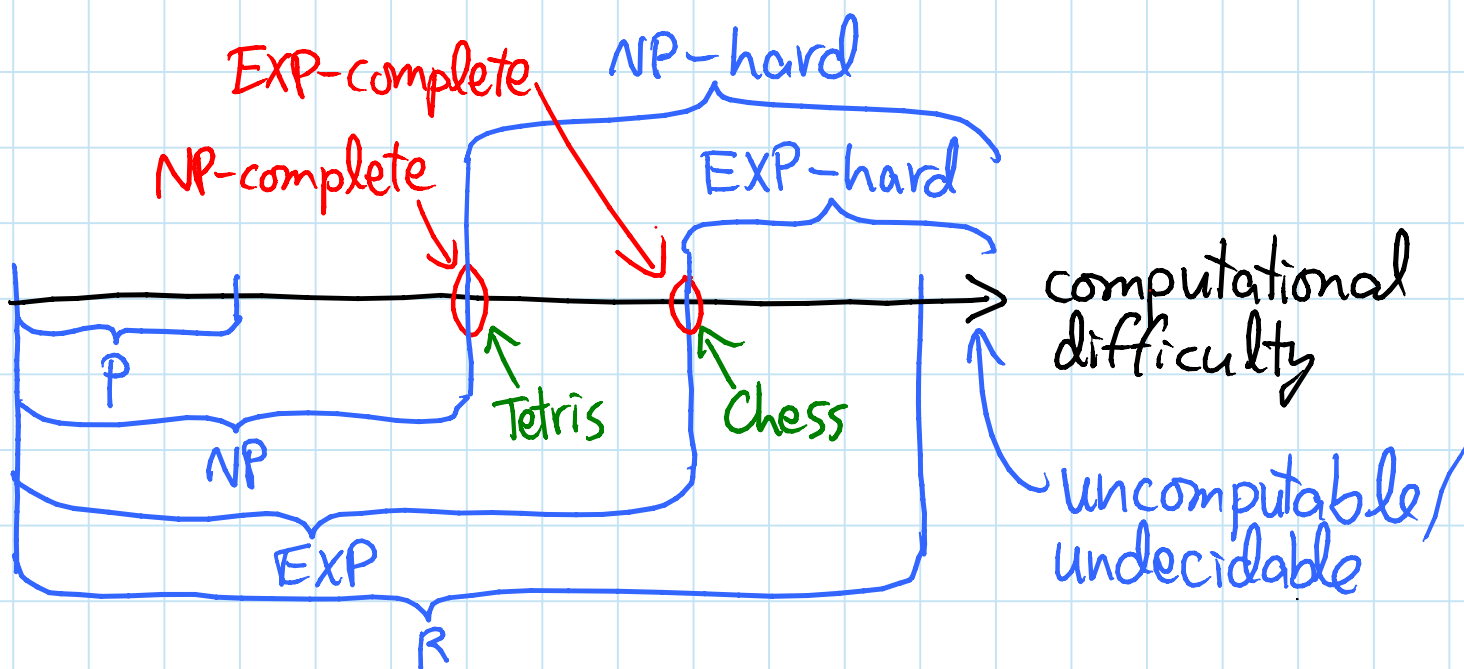 NP-hard
EXP-complete
NP-complete
EXP-hard
computational
difficulty
P
Tetris
Chess
NP
uncomputable/
undecidable
EXP
R